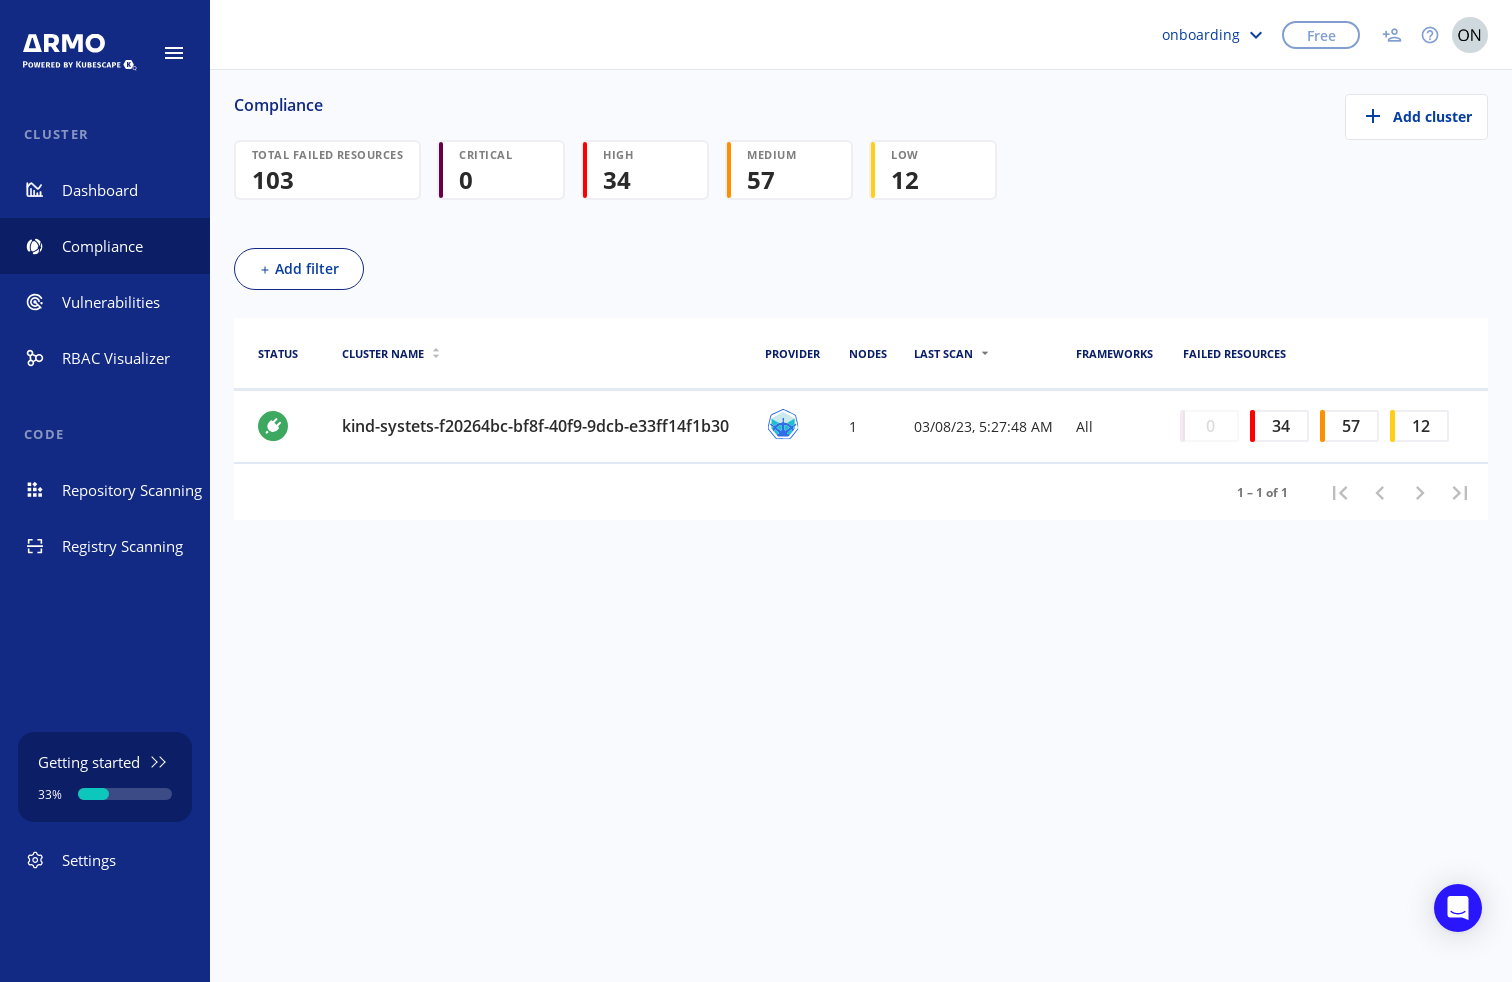 ARMO
POWERED BY KUBESCAPE
CLUSTER
Dashboard
Compliance
Vulnerabilities
RBAC Visualizer
CODE
Repository Scanning
Registry Scanning
Getting started
33%
Settings
onboarding
Free
ON
Compliance
Add cluster
TOTAL FAILED RESOURCES
103
CRITICAL
0
HIGH
34
MEDIUM
57
LOW
12
+ Add filter
STATUS CLUSTER NAME PROVIDER NODES LAST SCAN FRAMEWORKS FAILED RESOURCES
kind-systets-f20264bc-bf8f-40f9-9dcb-e33ff14f1b30 1 03/08/23, 5:27:48 AM All 0 34 57 12
1 – 1 of 1